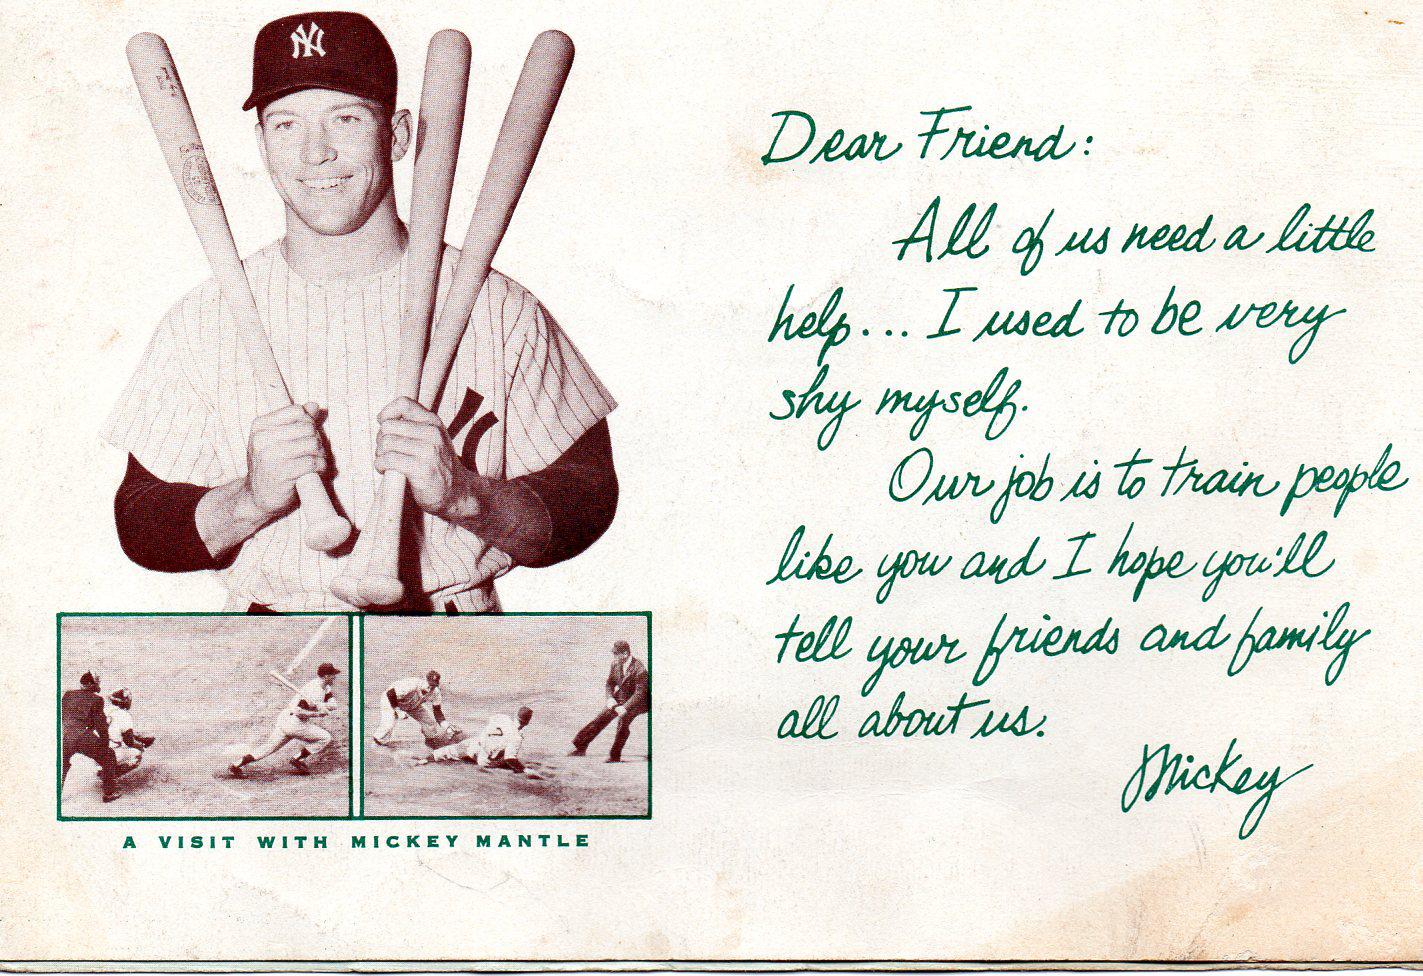 NY
Dear Friend:
All of us need a little
help... I used to be very
shy myself.
Our job is to train people
like you and I hope you'll
tell your friends and family
all about us.
Mickey
A VISIT WITH MICKEY MANTLE